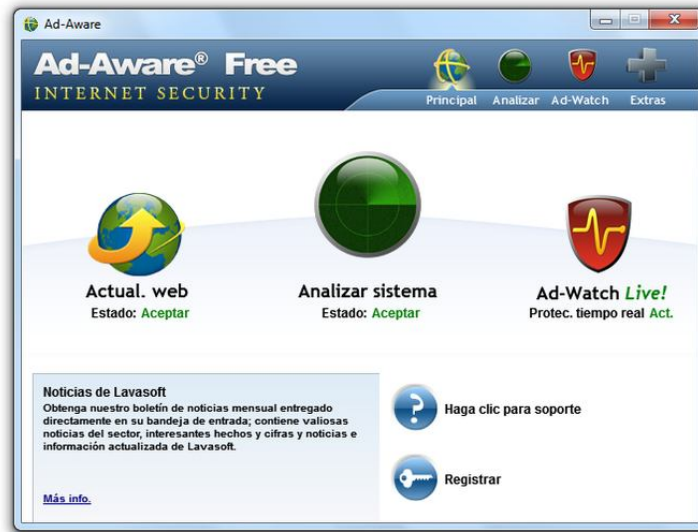 Ad-Aware
Ad-Aware® Free
INTERNET SECURITY
Principal Analizar Ad-Watch Extras
Actual. web
Estado: Aceptar
Analizar sistema
Estado: Aceptar
Ad-Watch Live!
Protec. tiempo real Act.
Noticias de Lavasoft
Obtenga nuestro boletín de noticias mensual entregado
directamente en su bandeja de entrada; contiene valiosas
noticias del sector, interesantes hechos y cifras y noticias e
información actualizada de Lavasoft.
Más info.
Haga clic para soporte
Registrar